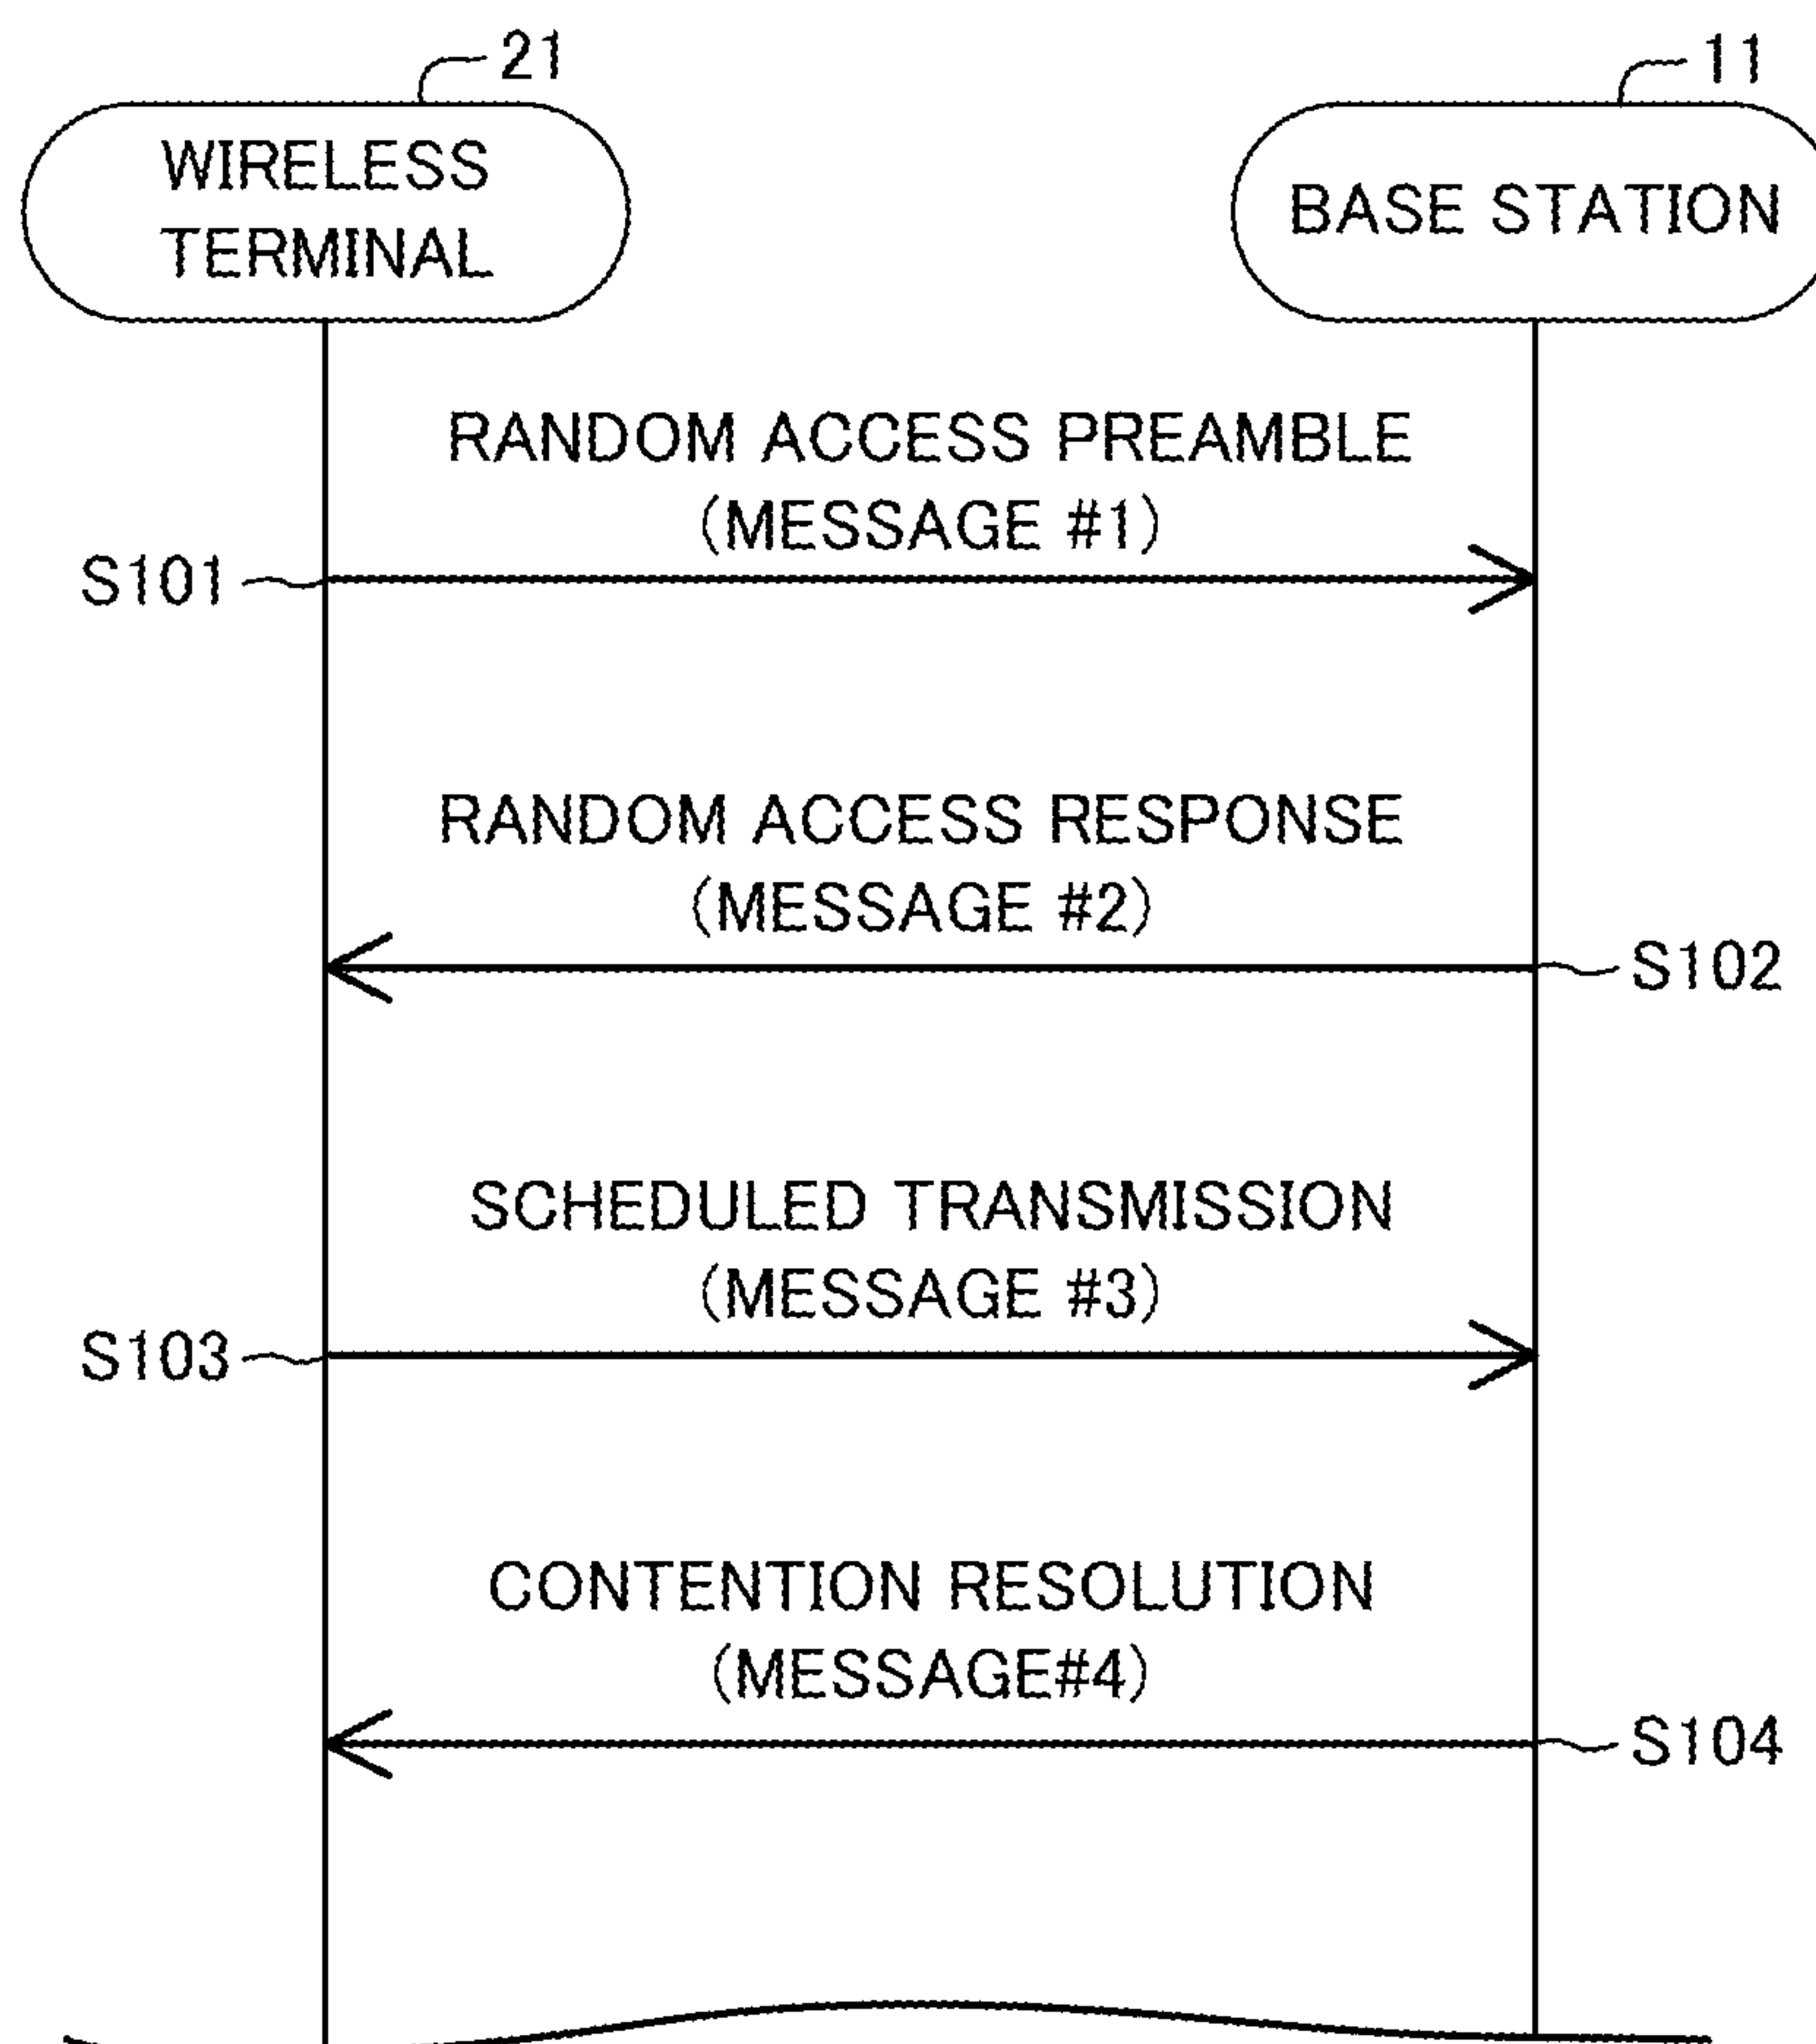 21
11
WIRELESS
TERMINAL
BASE STATION
RANDOM ACCESS PREAMBLE
(MESSAGE #1)
S101
RANDOM ACCESS RESPONSE
(MESSAGE #2)
S102
SCHEDULED TRANSMISSION
(MESSAGE #3)
S103
CONTENTION RESOLUTION
(MESSAGE#4)
S104